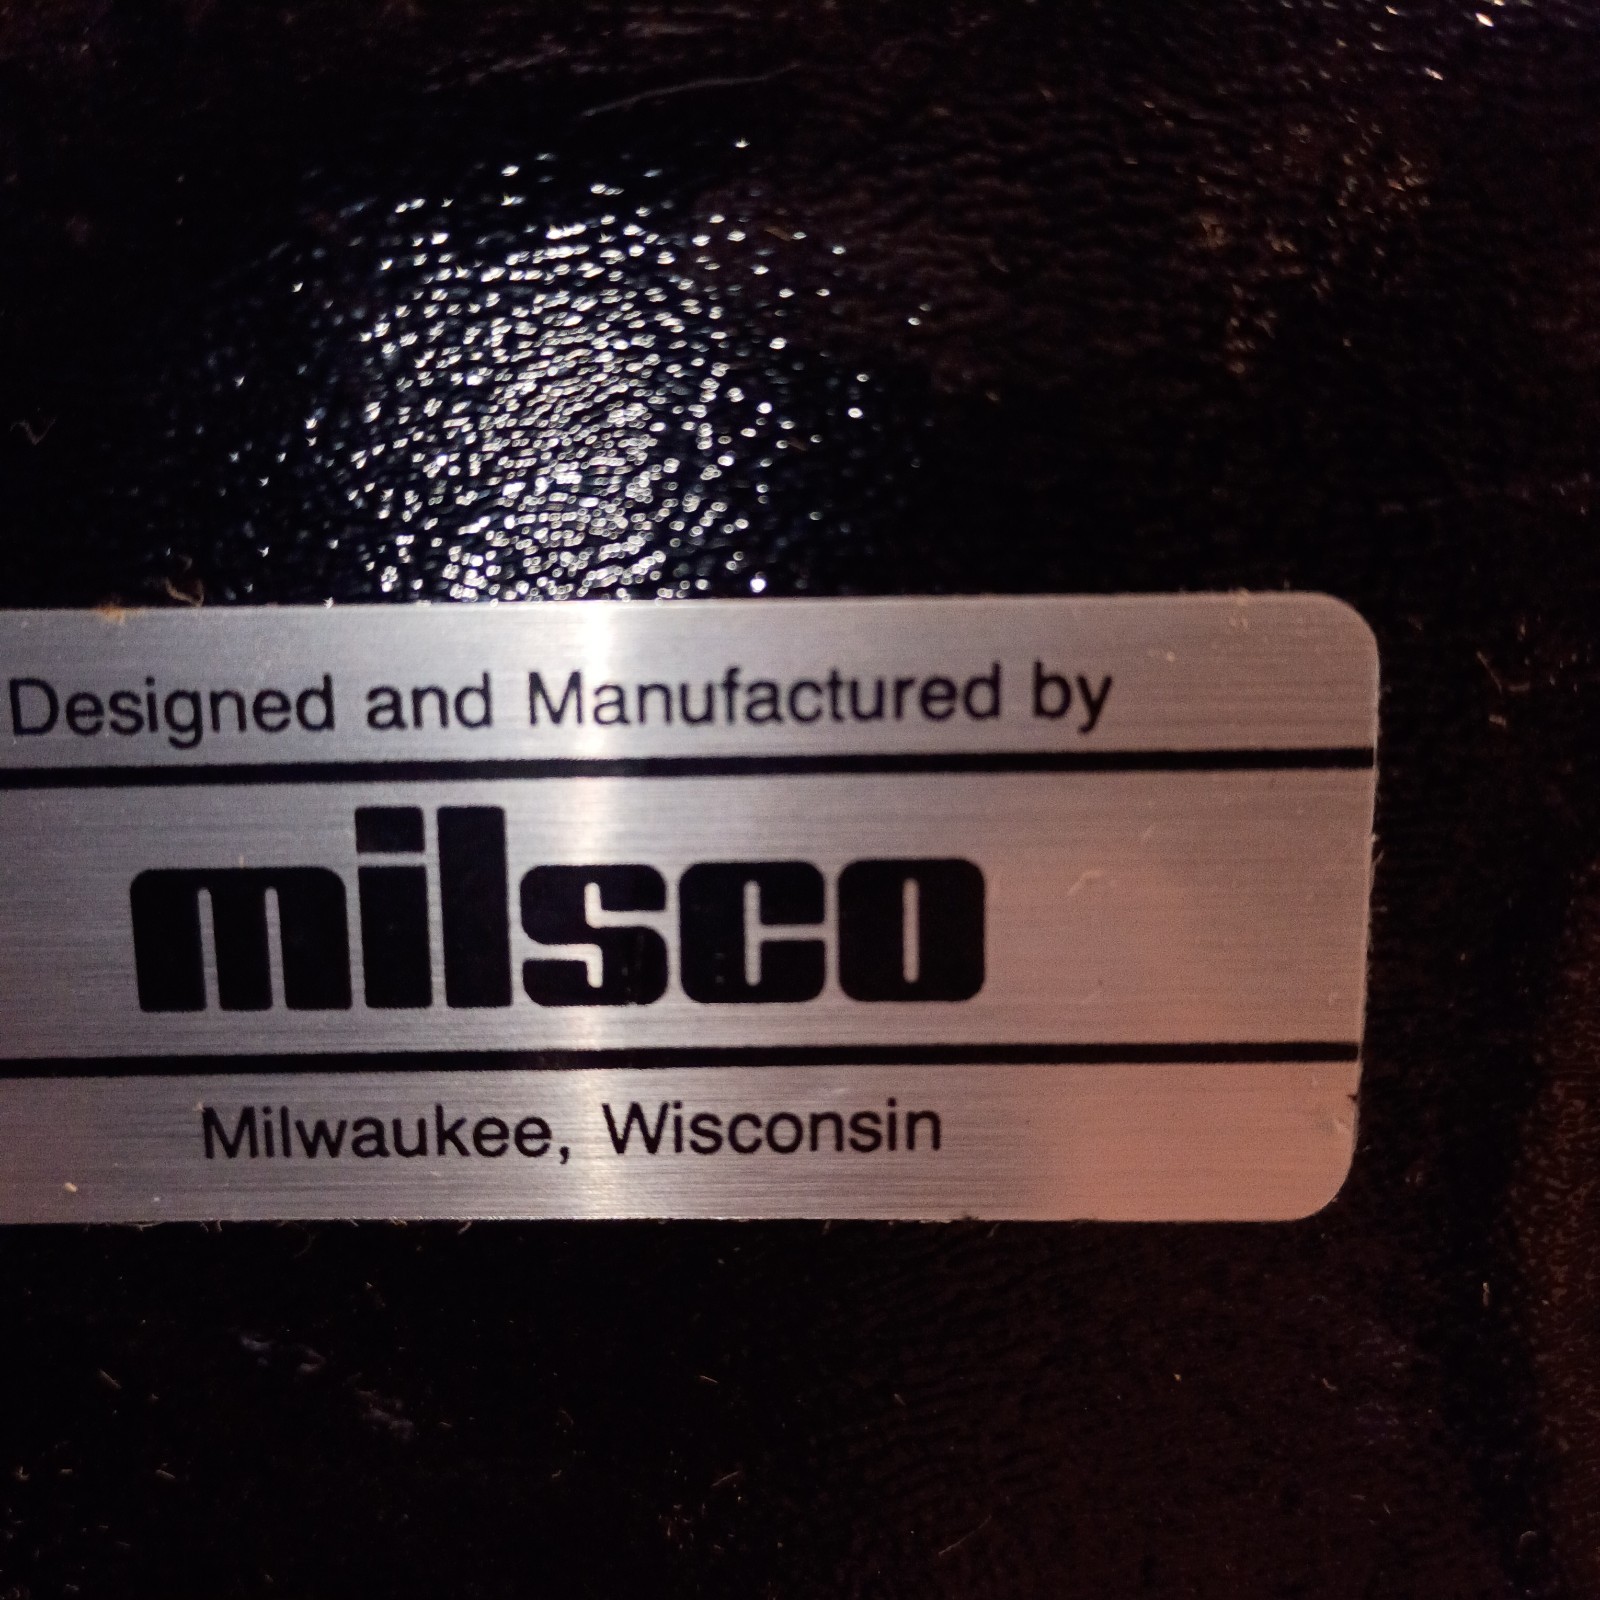 Designed and Manufactured by
milsco
Milwaukee, Wisconsin